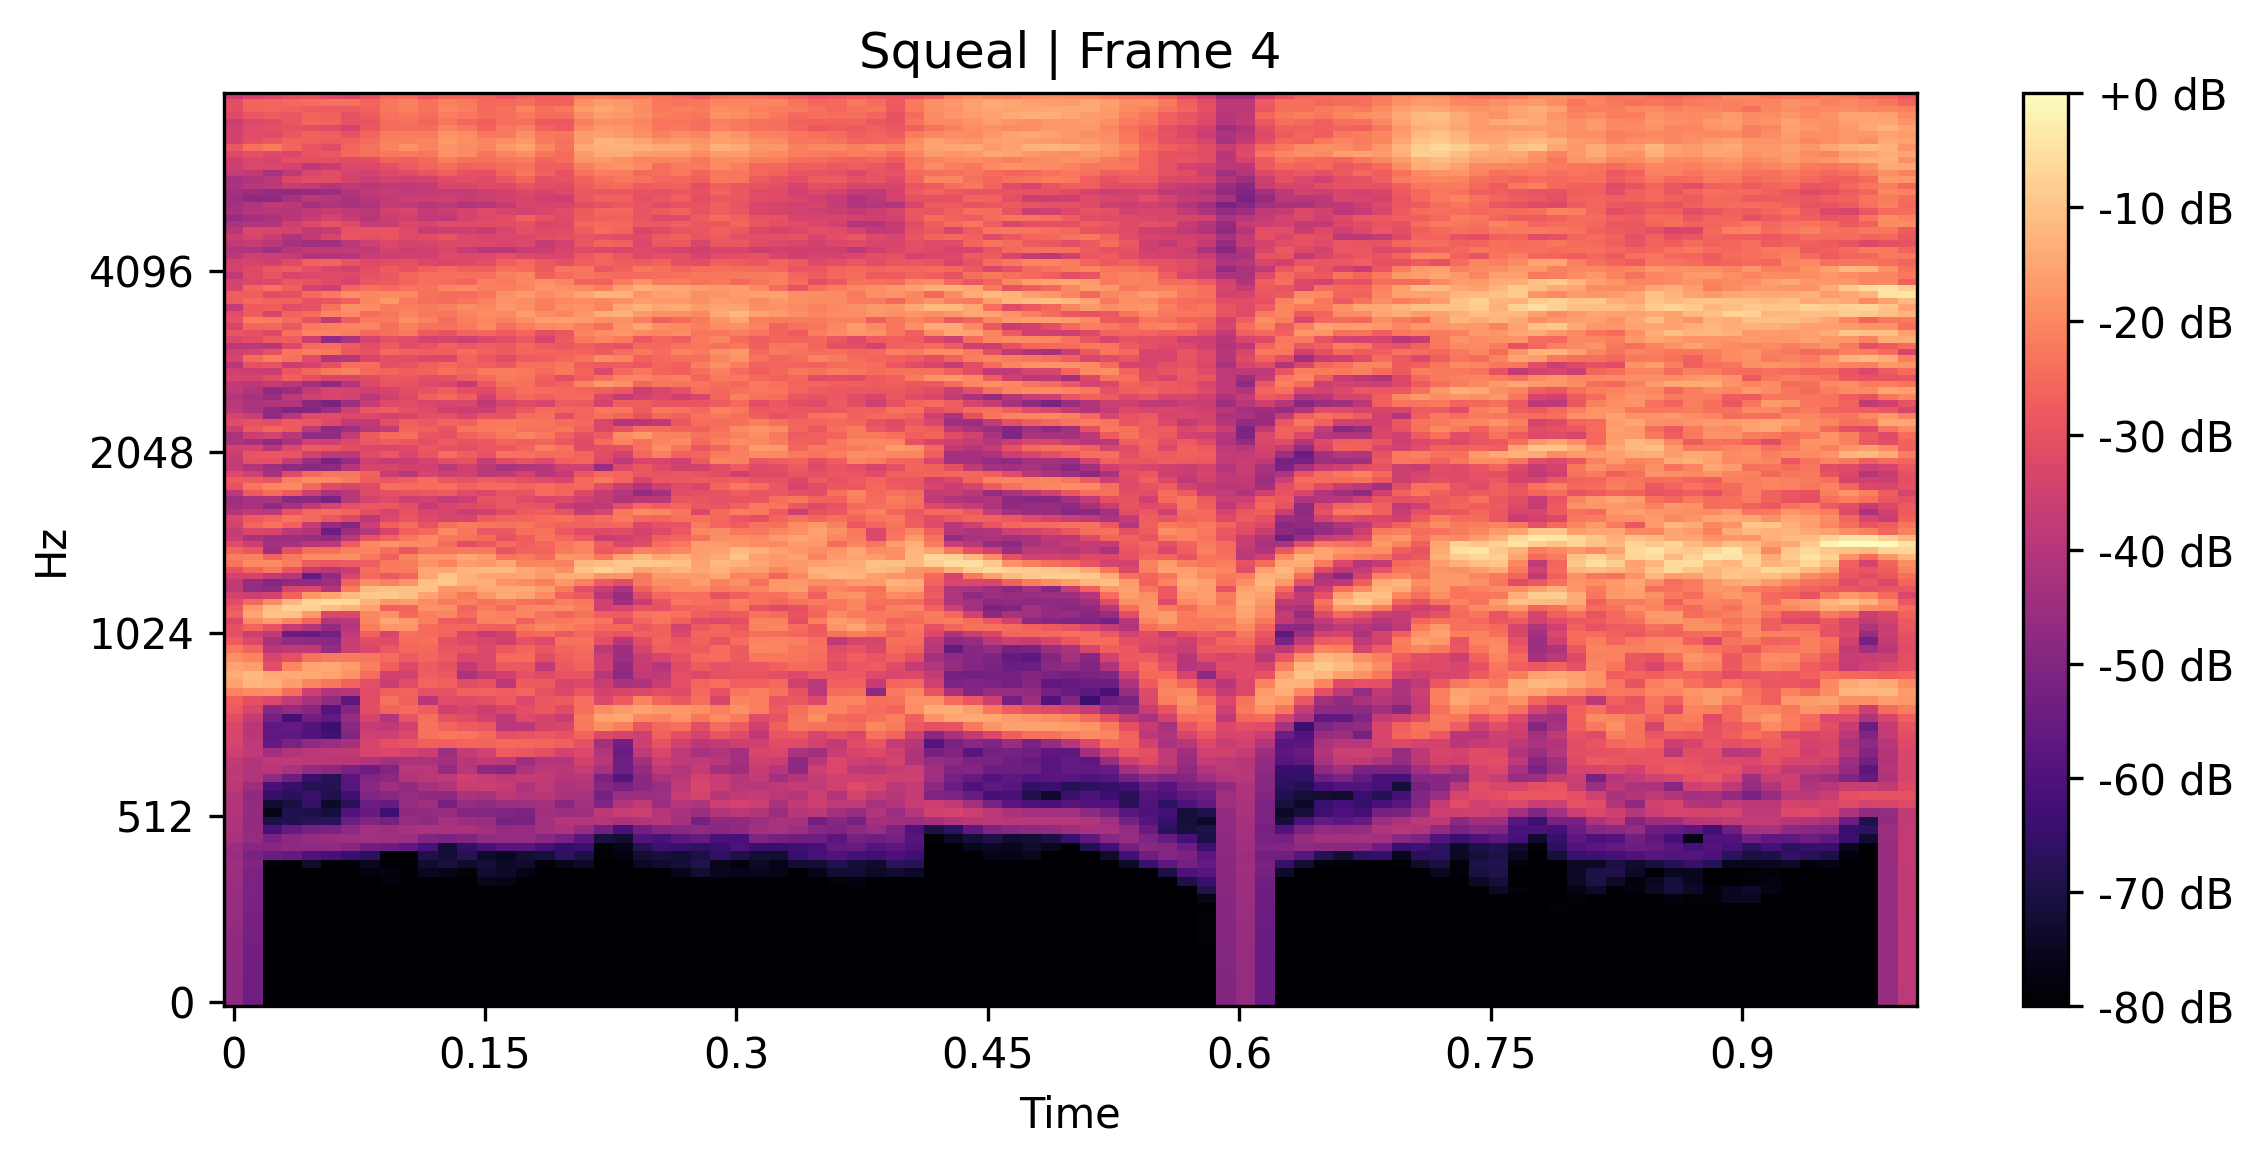 Squeal | Frame 4
Hz
4096
2048
1024
512
0
0 0.15 0.3 0.45 0.6 0.75 0.9
Time
+0 dB
-10 dB
-20 dB
-30 dB
-40 dB
-50 dB
-60 dB
-70 dB
-80 dB